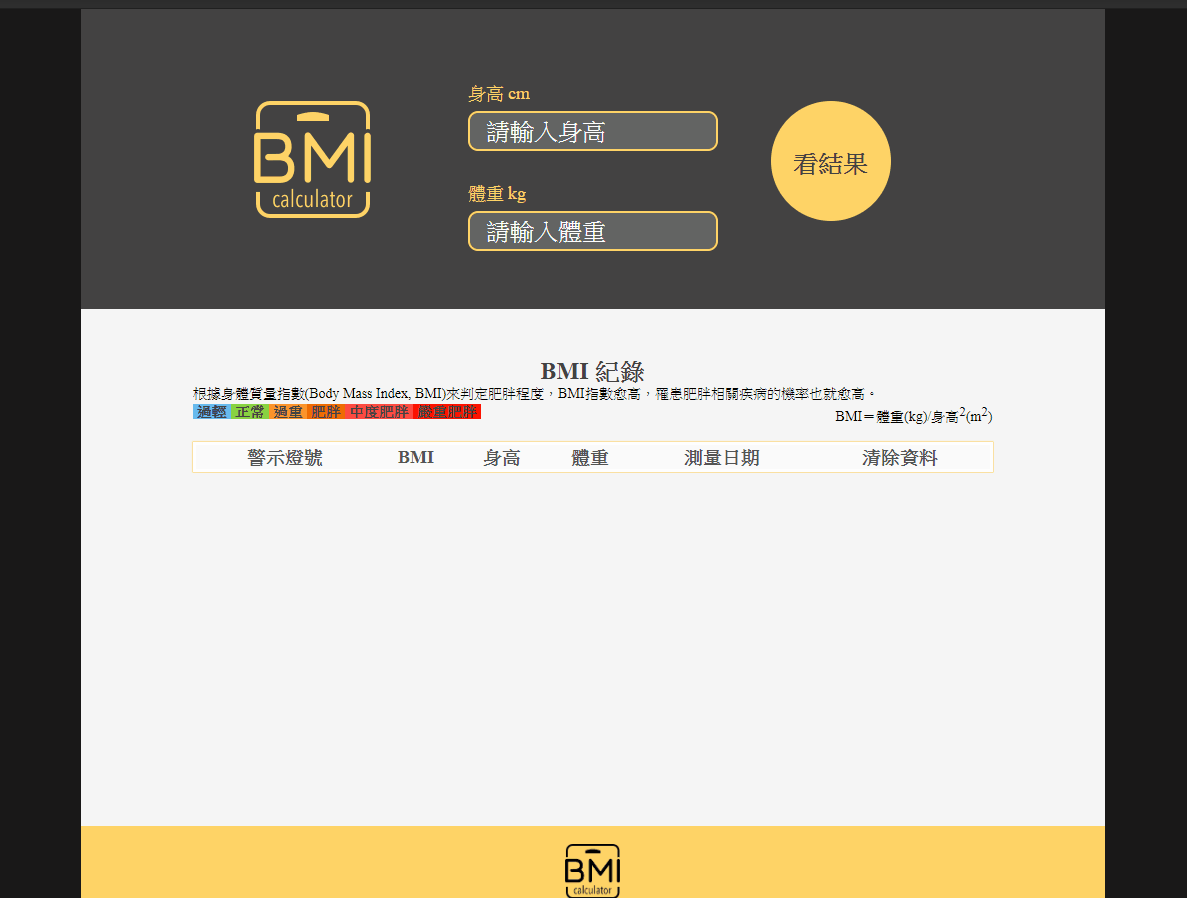 BMI
calculator
身高 cm
請輸入身高
體重 kg
請輸入體重
看結果
BMI 紀錄
根據身體質量指數(Body Mass Index, BMI)來判定肥胖程度，BMI指數愈高，罹患肥胖相關疾病的機率也就愈高。
過輕 正常 過重 肥胖 中度肥胖 嚴重肥胖
BMI＝體重(kg)/身高2(m2)
警示燈號 BMI 身高 體重 測量日期 清除資料
BMI
calculator